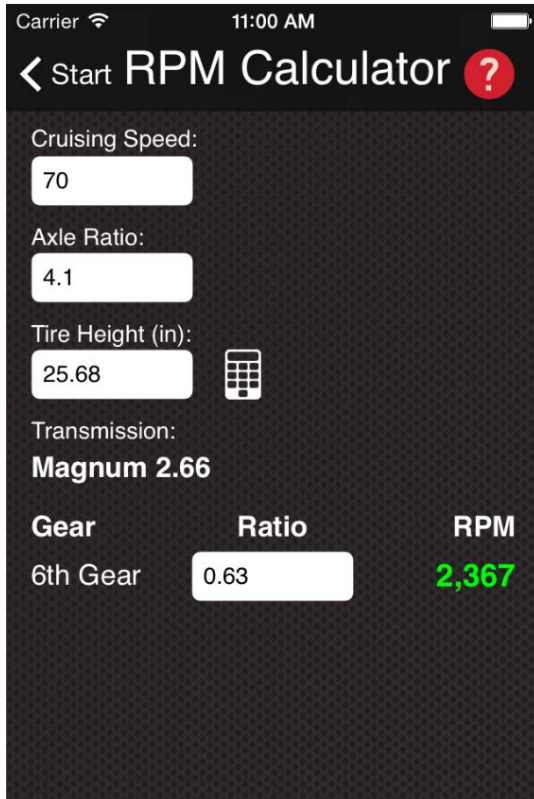 Carrier 11:00 AM
Start RPM Calculator ?
Cruising Speed:
70
Axle Ratio:
4.1
Tire Height (in):
25.68
Transmission:
Magnum 2.66
Gear Ratio RPM
6th Gear 0.63 2,367